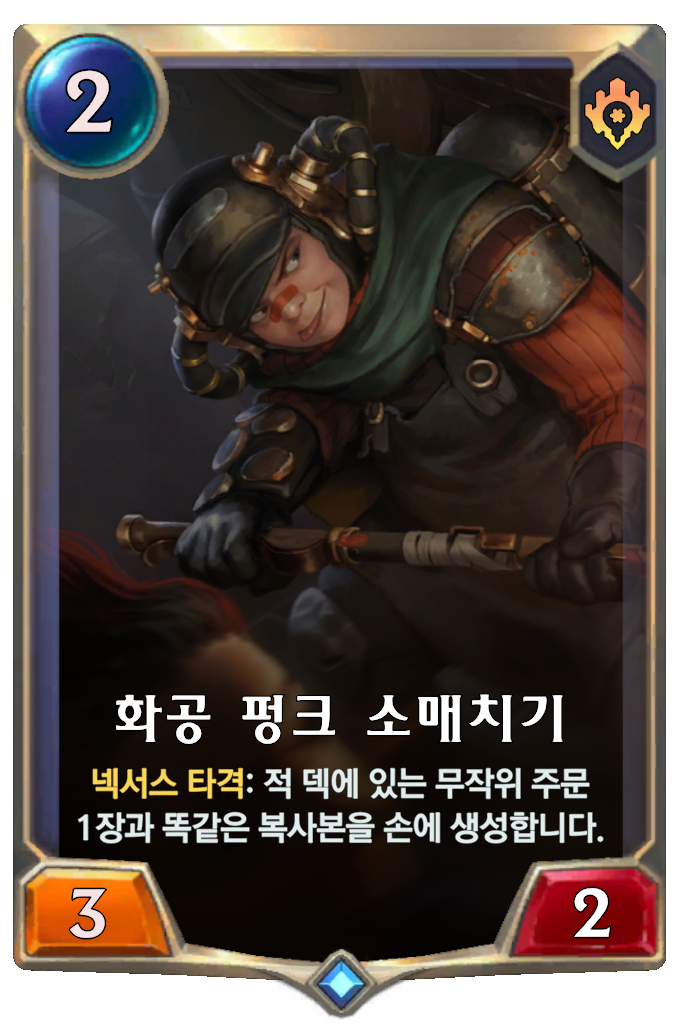 2
화공 펑크 소매치기
넥서스 타격: 적 덱에 있는 무작위 주문
1장과 똑같은 복사본을 손에 생성합니다.
3
2